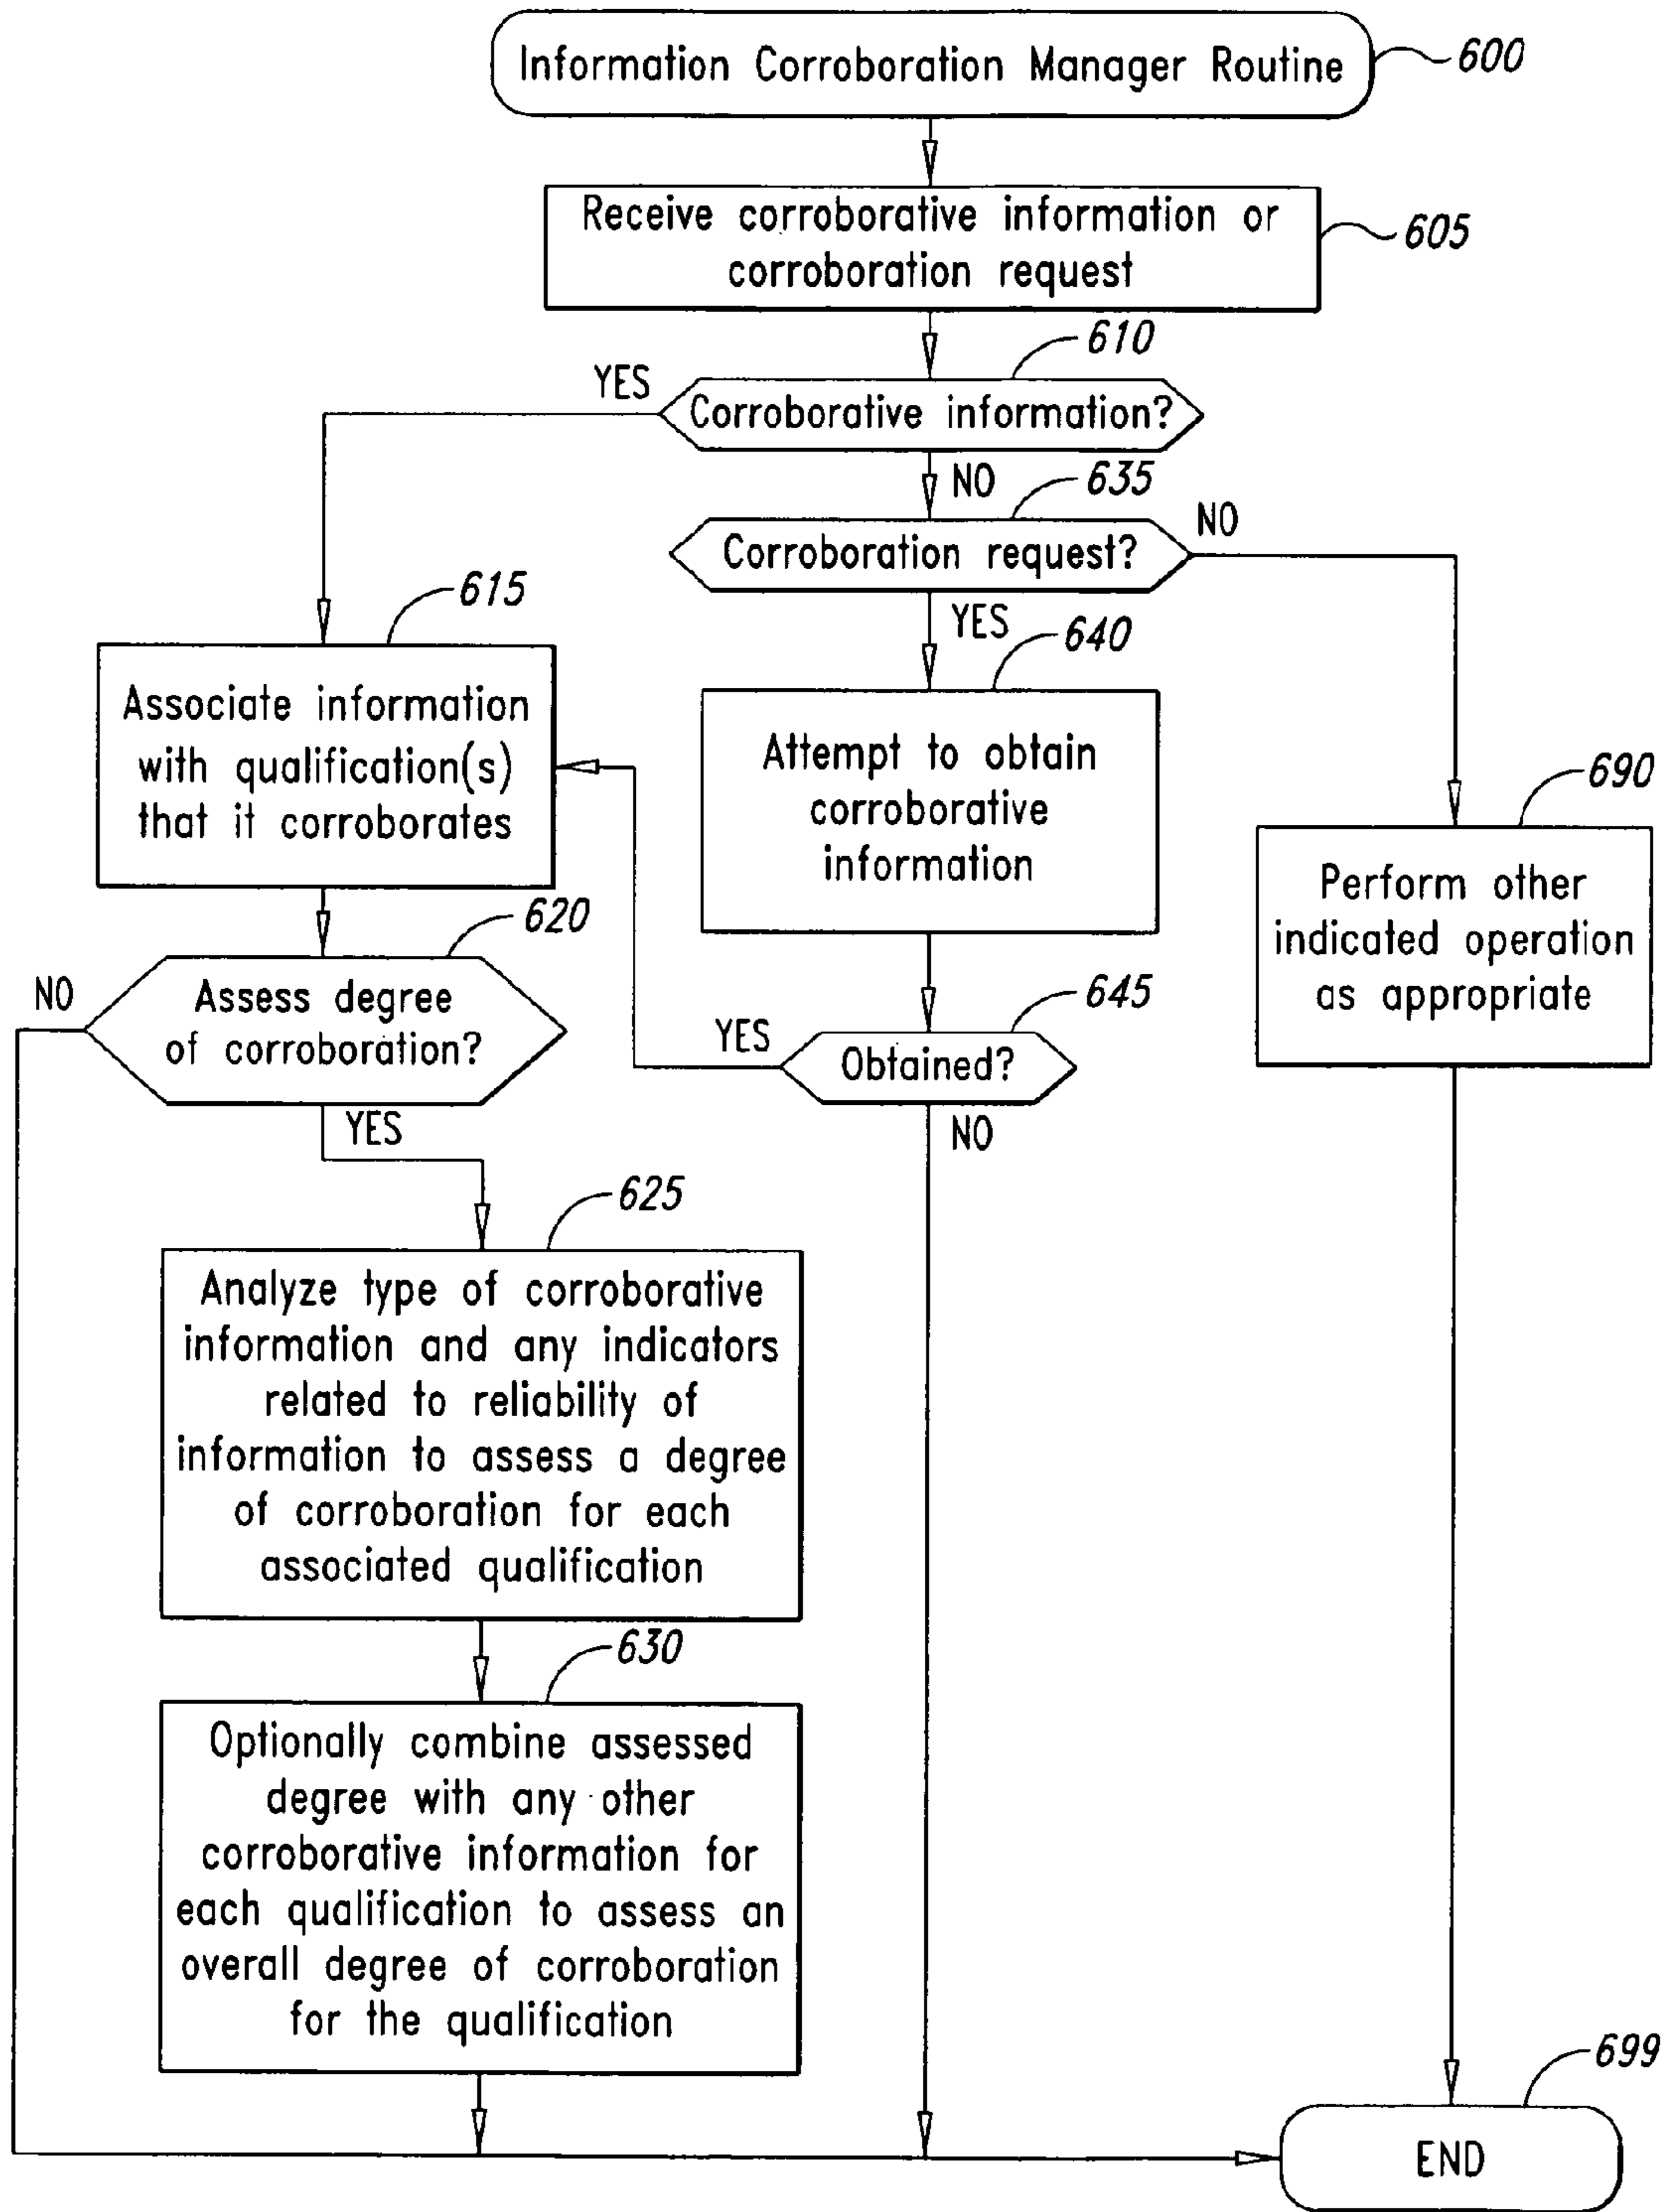 Information Corroboration Manager Routine
600
Receive corroborative information or
corroboration request
605
610
YES
Corroborative information?
NO
635
NO
Corroboration request?
615
YES
640
Associate information
with qualification(s)
that it corroborates
Attempt to obtain
corroborative
information
690
Perform other
indicated operation
as appropriate
620
NO
Assess degree
of corroboration?
645
YES
Obtained?
YES
NO
625
Analyze type of corroborative
information and any indicators
related to reliability of
information to assess a degree
of corroboration for each
associated qualification
630
Optionally combine assessed
degree with any other
corroborative information for
each qualification to assess an
overall degree of corroboration
for the qualification
699
END